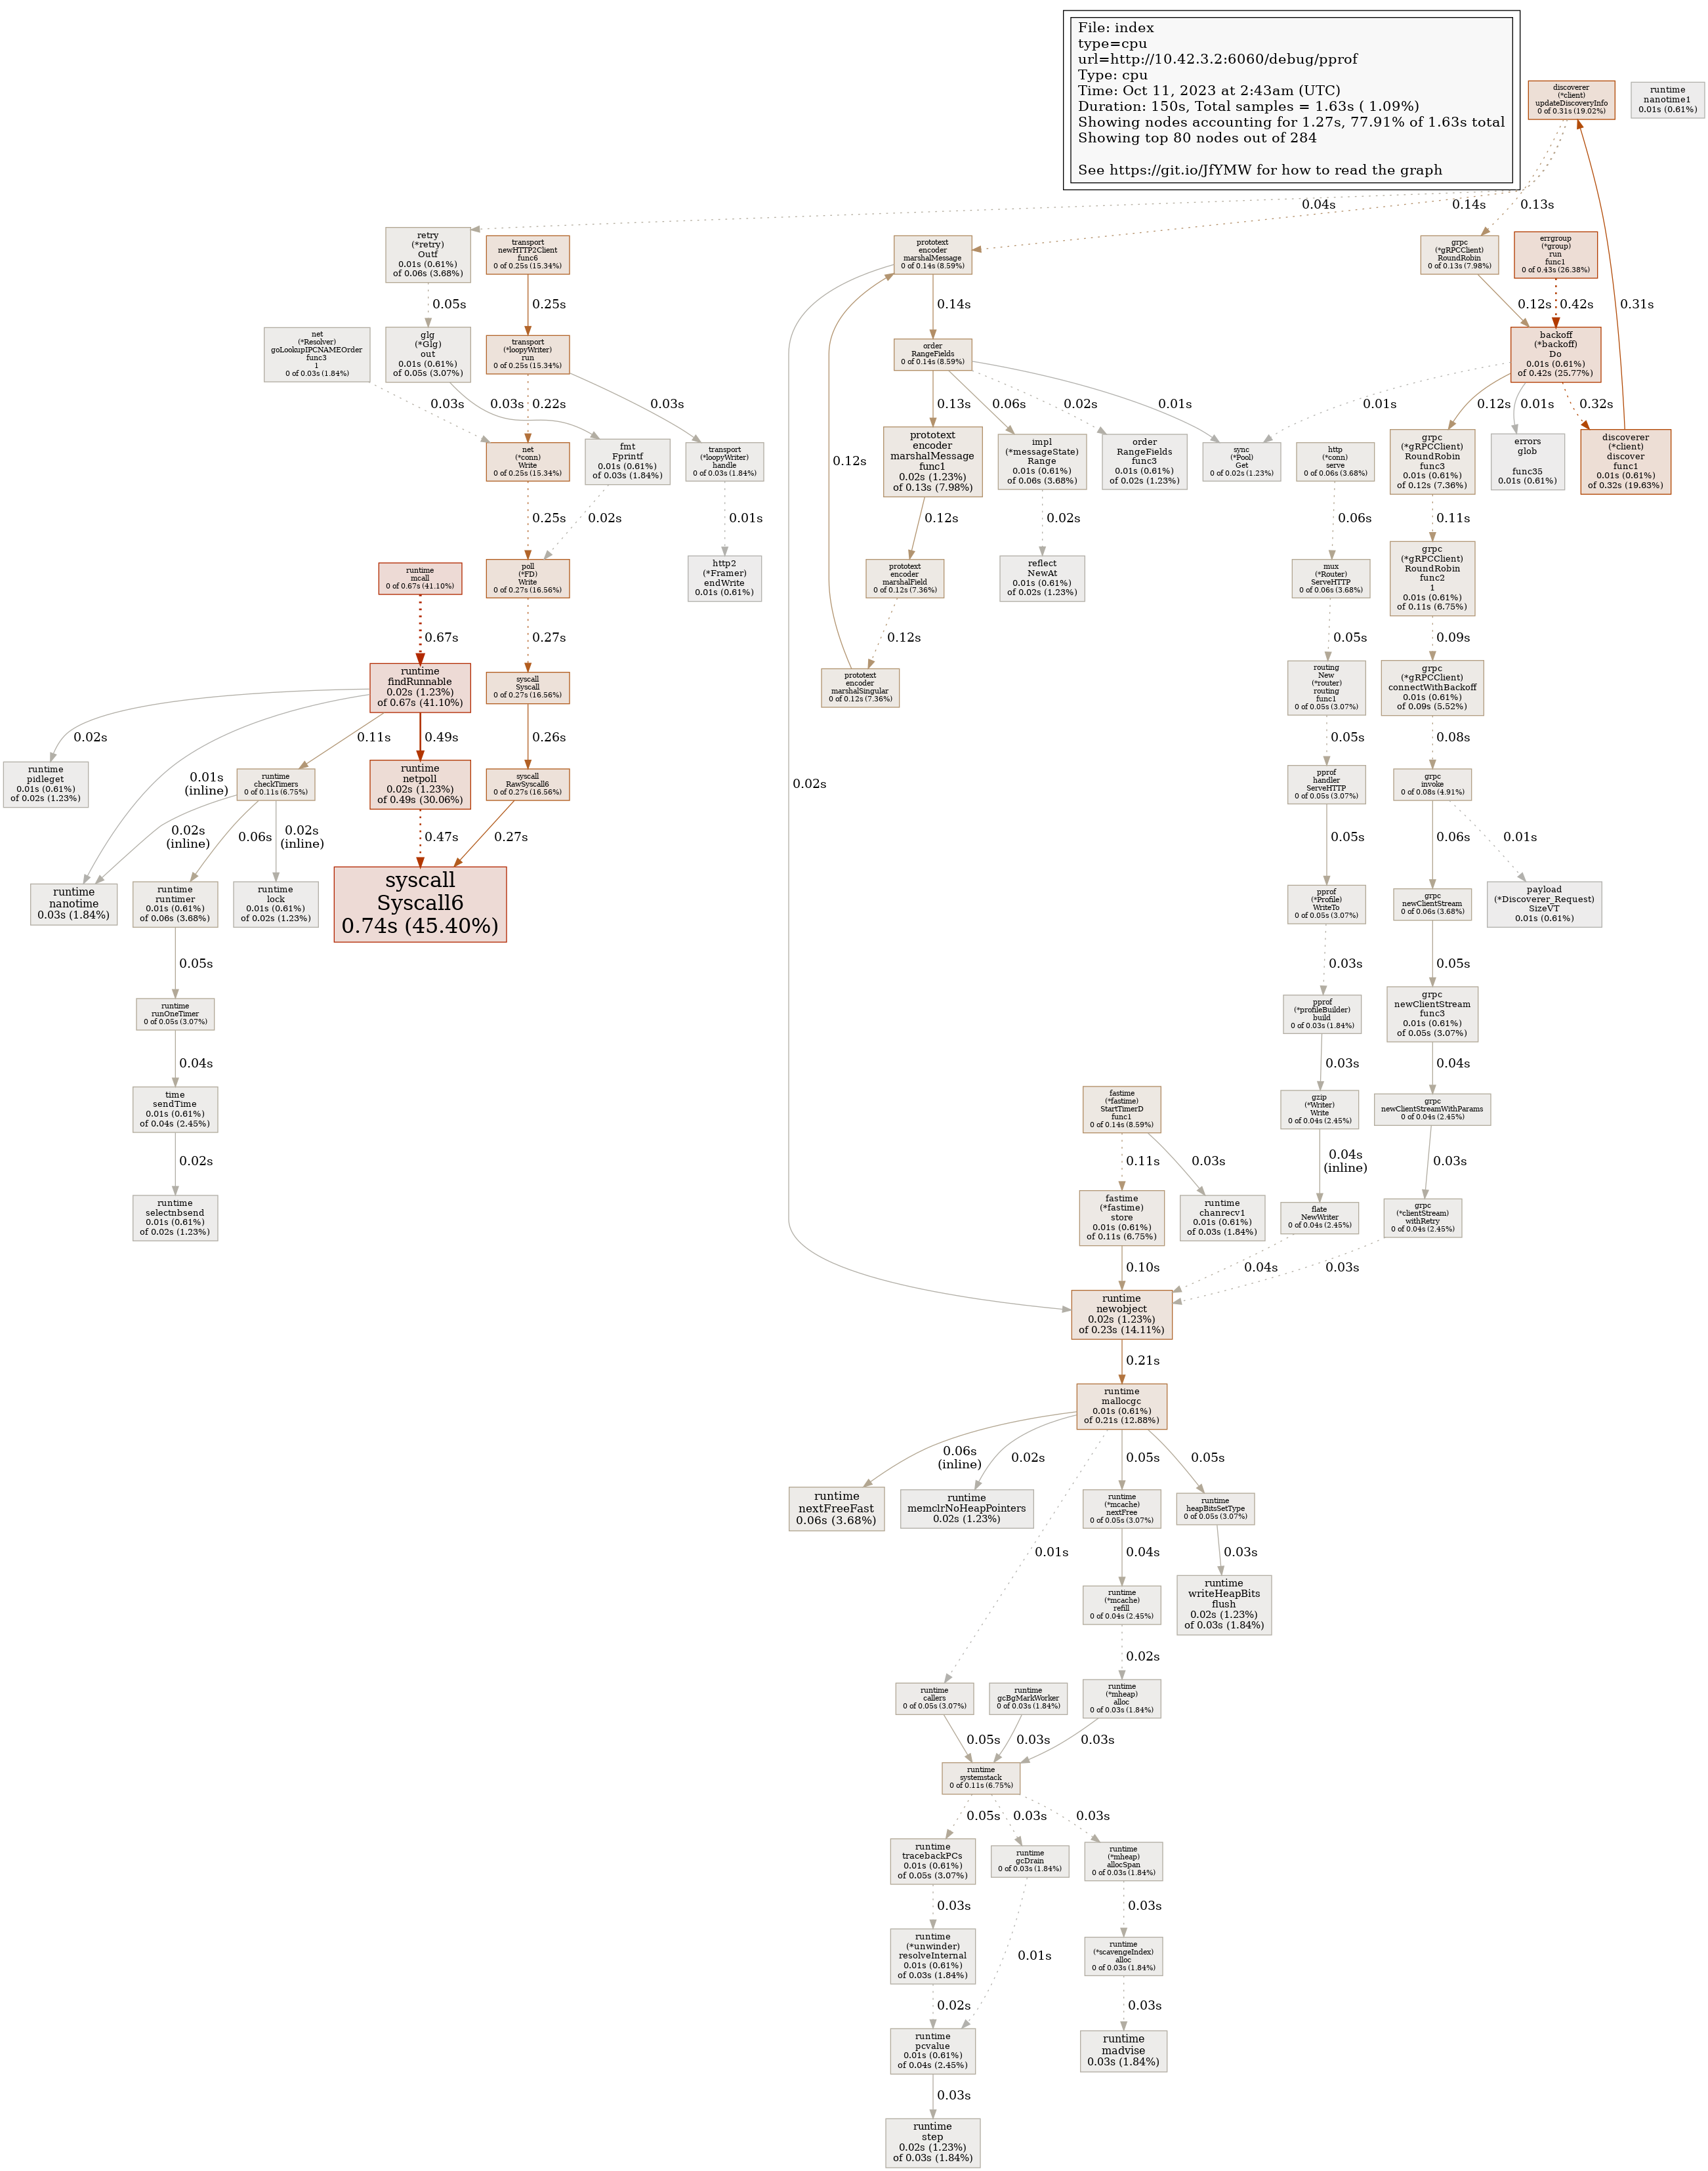 File: index
type=cpu
url=http://10.42.3.2:6060/debug/pprof
Type: cpu
Time: Oct 11, 2023 at 2:43am (UTC)
Duration: 150s, Total samples = 1.63s ( 1.09%)
Showing nodes accounting for 1.27s, 77.91% of 1.63s total
Showing top 80 nodes out of 284
See https://git.io/JfYMW for how to read the graph
discoverer
(*client)
updateDiscoveryInfo
0 of 0.31s (19.02%)
runtime
nanotime1
0.01s (0.61%)
0.04s
0.14s
0.13s
retry
(*retry)
Outf
0.01s (0.61%)
of 0.06s (3.68%)
transport
newHTTP2Client
func6
0 of 0.25s (15.34%)
prototext
encoder
marshalMessage
0 of 0.14s (8.59%)
grpc
(*gRPCClient)
RoundRobin
0 of 0.13s (7.98%)
errgroup
(*group)
run
func1
0 of 0.43s (26.38%)
0.05s
0.25s
0.14s
0.12s
0.42s
0.31s
net
(*Resolver)
goLookupIPCNAMEOrder
func3
1
0 of 0.03s (1.84%)
glg
(*Glg)
out
0.01s (0.61%)
of 0.05s (3.07%)
transport
(*loopyWriter)
run
0 of 0.25s (15.34%)
order
RangeFields
0 of 0.14s (8.59%)
backoff
(*backoff)
Do
0.01s (0.61%)
of 0.42s (25.77%)
0.03s
0.03s
0.22s
0.03s
0.13s
0.06s
0.02s
0.01s
0.01s
0.12s
0.01s
0.32s
net
(*conn)
Write
0 of 0.25s (15.34%)
fmt
Fprintf
0.01s (0.61%)
of 0.03s (1.84%)
transport
(*loopyWriter)
handle
0 of 0.03s (1.84%)
0.12s
prototext
encoder
marshalMessage
func1
0.02s (1.23%)
of 0.13s (7.98%)
impl
(*messageState)
Range
0.01s (0.61%)
of 0.06s (3.68%)
order
RangeFields
func3
0.01s (0.61%)
of 0.02s (1.23%)
sync
(*Pool)
Get
0 of 0.02s (1.23%)
http
(*conn)
serve
0 of 0.06s (3.68%)
grpc
(*gRPCClient)
RoundRobin
func3
0.01s (0.61%)
of 0.12s (7.36%)
errors
glob
func35
0.01s (0.61%)
discoverer
(*client)
discover
func1
0.01s (0.61%)
of 0.32s (19.63%)
0.25s
0.02s
0.01s
0.12s
0.02s
0.06s
0.11s
runtime
mcall
0 of 0.67s (41.10%)
poll
(*FD)
Write
0 of 0.27s (16.56%)
http2
(*Framer)
endWrite
0.01s (0.61%)
prototext
encoder
marshalField
0 of 0.12s (7.36%)
reflect
NewAt
0.01s (0.61%)
of 0.02s (1.23%)
mux
(*Router)
ServeHTTP
0 of 0.06s (3.68%)
grpc
(*gRPCClient)
RoundRobin
func2
1
0.01s (0.61%)
of 0.11s (6.75%)
0.67s
0.27s
0.12s
0.05s
0.09s
runtime
findRunnable
0.02s (1.23%)
of 0.67s (41.10%)
syscall
Syscall
0 of 0.27s (16.56%)
prototext
encoder
marshalSingular
0 of 0.12s (7.36%)
routing
New
(*router)
routing
func1
0 of 0.05s (3.07%)
grpc
(*gRPCClient)
connectWithBackoff
0.01s (0.61%)
of 0.09s (5.52%)
0.02s
0.01s
(inline)
0.11s
0.49s
0.26s
0.02s
0.05s
0.08s
runtime
pidleget
0.01s (0.61%)
of 0.02s (1.23%)
runtime
checkTimers
0 of 0.11s (6.75%)
runtime
netpoll
0.02s (1.23%)
of 0.49s (30.06%)
syscall
RawSyscall6
0 of 0.27s (16.56%)
pprof
handler
ServeHTTP
0 of 0.05s (3.07%)
grpc
invoke
0 of 0.08s (4.91%)
0.02s
(inline)
0.06s
0.02s
(inline)
0.47s
0.27s
0.05s
0.06s
0.01s
runtime
nanotime
0.03s (1.84%)
runtime
runtimer
0.01s (0.61%)
of 0.06s (3.68%)
runtime
lock
0.01s (0.61%)
of 0.02s (1.23%)
syscall
Syscall6
0.74s (45.40%)
pprof
(*Profile)
WriteTo
0 of 0.05s (3.07%)
grpc
newClientStream
0 of 0.06s (3.68%)
payload
(*Discoverer_Request)
SizeVT
0.01s (0.61%)
0.05s
0.03s
0.05s
runtime
runOneTimer
0 of 0.05s (3.07%)
pprof
(*profileBuilder)
build
0 of 0.03s (1.84%)
grpc
newClientStream
func3
0.01s (0.61%)
of 0.05s (3.07%)
0.04s
0.03s
0.04s
time
sendTime
0.01s (0.61%)
of 0.04s (2.45%)
fastime
(*fastime)
StartTimerD
func1
0 of 0.14s (8.59%)
gzip
(*Writer)
Write
0 of 0.04s (2.45%)
grpc
newClientStreamWithParams
0 of 0.04s (2.45%)
0.02s
0.11s
0.03s
0.04s
(inline)
0.03s
runtime
selectnbsend
0.01s (0.61%)
of 0.02s (1.23%)
fastime
(*fastime)
store
0.01s (0.61%)
of 0.11s (6.75%)
runtime
chanrecv1
0.01s (0.61%)
of 0.03s (1.84%)
flate
NewWriter
0 of 0.04s (2.45%)
grpc
(*clientStream)
withRetry
0 of 0.04s (2.45%)
0.10s
0.04s
0.03s
runtime
newobject
0.02s (1.23%)
of 0.23s (14.11%)
0.21s
runtime
mallocgc
0.01s (0.61%)
of 0.21s (12.88%)
0.06s
(inline)
0.02s
0.05s
0.05s
runtime
nextFreeFast
0.06s (3.68%)
runtime
memclrNoHeapPointers
0.02s (1.23%)
runtime
(*mcache)
nextFree
0 of 0.05s (3.07%)
runtime
heapBitsSetType
0 of 0.05s (3.07%)
0.01s
0.04s
0.03s
runtime
(*mcache)
refill
0 of 0.04s (2.45%)
runtime
writeHeapBits
flush
0.02s (1.23%)
of 0.03s (1.84%)
0.02s
runtime
callers
0 of 0.05s (3.07%)
runtime
gcBgMarkWorker
0 of 0.03s (1.84%)
runtime
(*mheap)
alloc
0 of 0.03s (1.84%)
0.05s
0.03s
0.03s
runtime
systemstack
0 of 0.11s (6.75%)
0.05s
0.03s
0.03s
runtime
tracebackPCs
0.01s (0.61%)
of 0.05s (3.07%)
runtime
gcDrain
0 of 0.03s (1.84%)
runtime
(*mheap)
allocSpan
0 of 0.03s (1.84%)
0.03s
0.01s
0.03s
runtime
(*unwinder)
resolveInternal
0.01s (0.61%)
of 0.03s (1.84%)
runtime
(*scavengeIndex)
alloc
0 of 0.03s (1.84%)
0.02s
0.03s
runtime
pcvalue
0.01s (0.61%)
of 0.04s (2.45%)
runtime
madvise
0.03s (1.84%)
0.03s
runtime
step
0.02s (1.23%)
of 0.03s (1.84%)